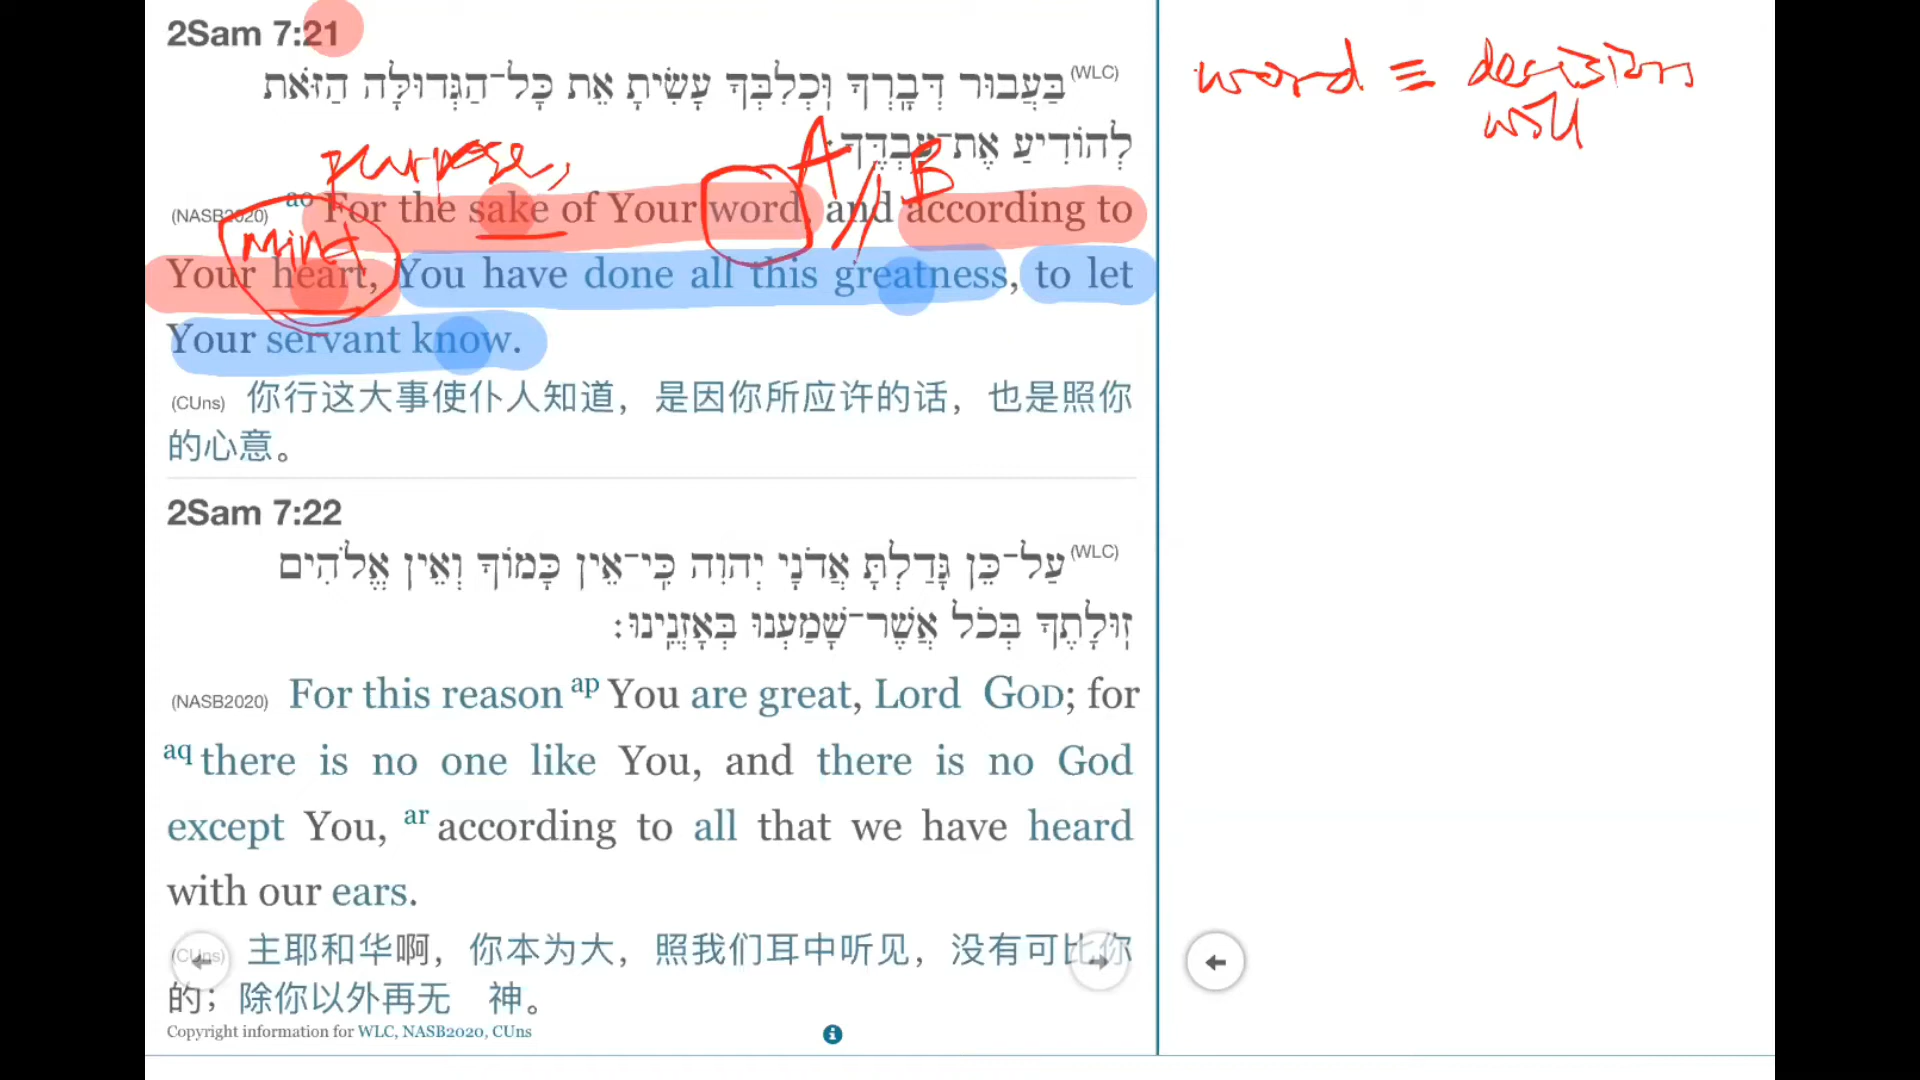 2Sam 7:21
(WLC) בַּעֲבוּר דְּבָרְךָ וּֽכְלִבְּךָ עָשִׂיתָ אֵת כָּל־הַגְּדוּלָּה הַזֹּאת
לְהוֹדִיעַ אֶת־עַבְדֶּֽךָ׃
purpose,
A // B
(NASB2020) ao For the sake of Your word, and according to
mind
Your heart, You have done all this greatness, to let
Your servant know.
(CUns) 你行这大事使仆人知道，是因你所应许的话，也是照你
的心意。
2Sam 7:22
(WLC) עַל־כֵּן גָּדַלְתָּ אֲדֹנָי יְהוִה כִּי־אֵין כָּמוֹךָ וְאֵין אֱלֹהִים
זֽוּלָתֶךָ בְּכֹל אֲשֶׁר־שָׁמַעְנוּ בְּאָזְנֵֽינוּ׃
(NASB2020) For this reason ap You are great, Lord GOD; for
aq there is no one like You, and there is no God
except You, ar according to all that we have heard
with our ears.
(CUns) 主耶和华啊，你本为大，照我们耳中听见，没有可比你
的；除你以外再无 神。
Copyright information for WLC, NASB2020, CUns
word ≡ decision
will